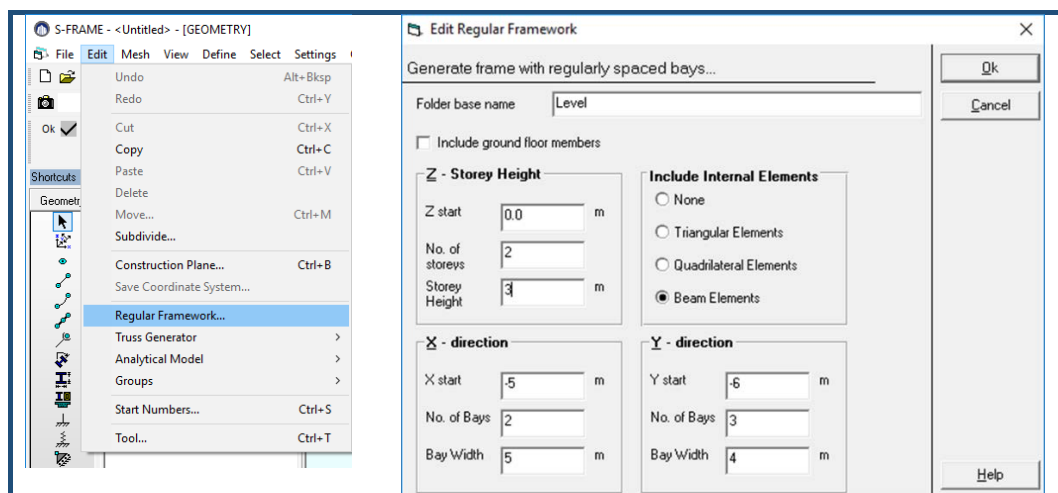 S-FRAME - <Untitled> - [GEOMETRY]
File Edit Mesh View Define Select Settings
Ok
Shortcuts
Geomet
Undo Alt+Bksp
Redo Ctrl+Y
Cut Ctrl+X
Copy Ctrl+C
Paste Ctrl+V
Delete
Move... Ctrl+M
Subdivide...
Construction Plane... Ctrl+B
Save Coordinate System...
Regular Framework...
Truss Generator >
Analytical Model >
Groups >
Start Numbers... Ctrl+S
Tool... Ctrl+T
Edit Regular Framework
Generate frame with regularly spaced bays...
Ok
Cancel
Folder base name Level
Include ground floor members
Z - Storey Height
Z start 0.0 m
No. of storeys 2
Storey Height 3 m
Include Internal Elements
None
Triangular Elements
Quadrilateral Elements
Beam Elements
X - direction
X start -5 m
No. of Bays 2
Bay Width 5 m
Y - direction
Y start -6 m
No. of Bays 3
Bay Width 4 m
Help